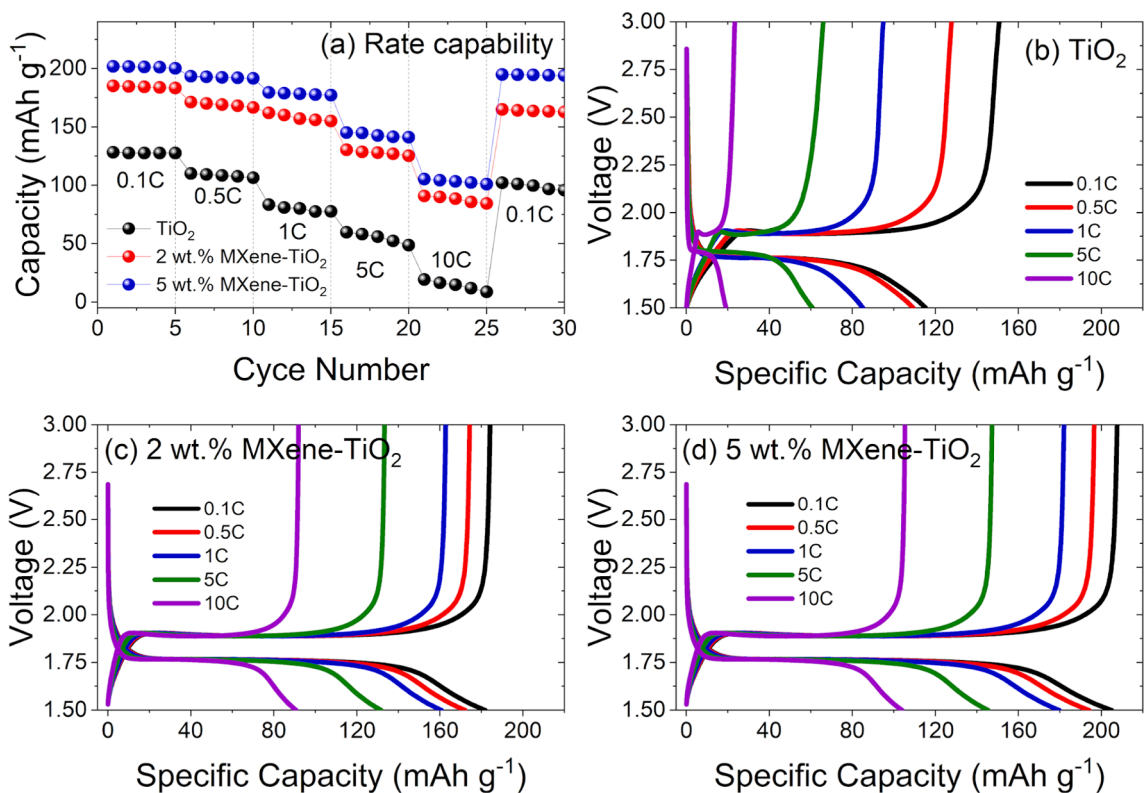 (a) Rate capability
Capacity (mAh g⁻¹)
200
150
100
50
0
0.1C
0.5C
1C
5C
10C
0.1C
TiO₂
2 wt.% MXene-TiO₂
5 wt.% MXene-TiO₂
0 5 10 15 20 25 30
Cyce Number
(b) TiO₂
Voltage (V)
3.00
2.75
2.50
2.25
2.00
1.75
1.50
0.1C
0.5C
1C
5C
10C
0 40 80 120 160 200
Specific Capacity (mAh g⁻¹)
(c) 2 wt.% MXene-TiO₂
Voltage (V)
3.00
2.75
2.50
2.25
2.00
1.75
1.50
0.1C
0.5C
1C
5C
10C
0 40 80 120 160 200
Specific Capacity (mAh g⁻¹)
(d) 5 wt.% MXene-TiO₂
Voltage (V)
3.00
2.75
2.50
2.25
2.00
1.75
1.50
0.1C
0.5C
1C
5C
10C
0 40 80 120 160 200
Specific Capacity (mAh g⁻¹)